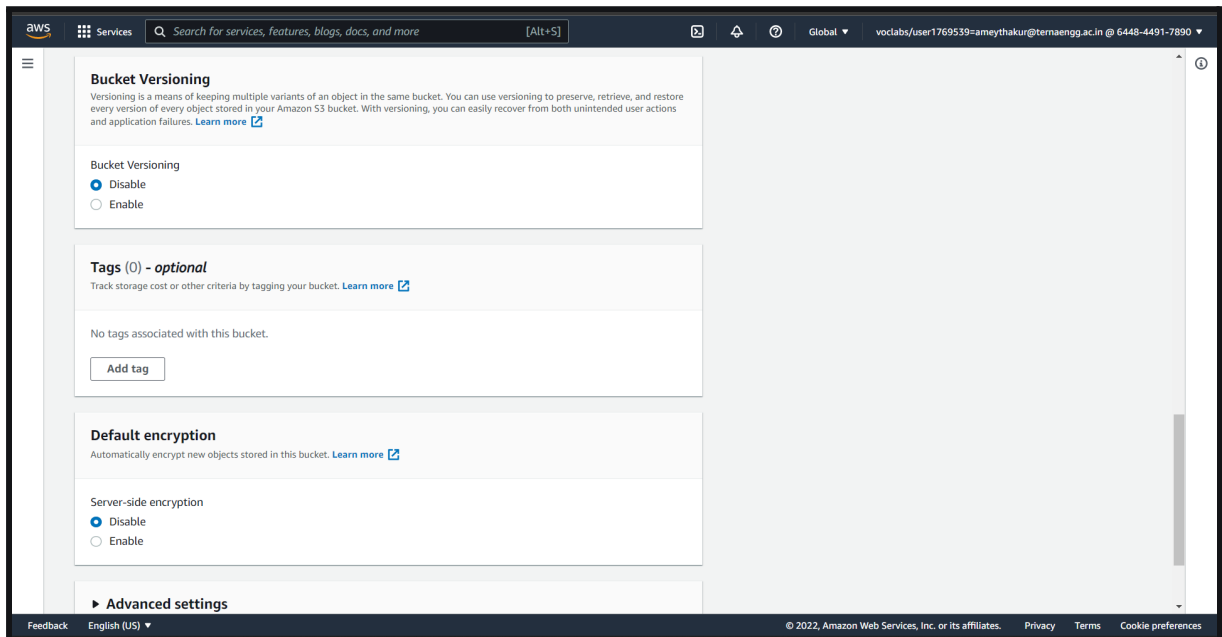 aws
Services
Search for services, features, blogs, docs, and more
[Alt+S]
Global ▼
voclabs/user1769539=ameythakur@ternaengg.ac.in @ 6448-4491-7890 ▼
Bucket Versioning
Versioning is a means of keeping multiple variants of an object in the same bucket. You can use versioning to preserve, retrieve, and restore
every version of every object stored in your Amazon S3 bucket. With versioning, you can easily recover from both unintended user actions
and application failures. Learn more
Bucket Versioning
Disable
Enable
Tags (0) - optional
Track storage cost or other criteria by tagging your bucket. Learn more
No tags associated with this bucket.
Add tag
Default encryption
Automatically encrypt new objects stored in this bucket. Learn more
Server-side encryption
Disable
Enable
▶ Advanced settings
Feedback
English (US) ▼
© 2022, Amazon Web Services, Inc. or its affiliates.
Privacy
Terms
Cookie preferences